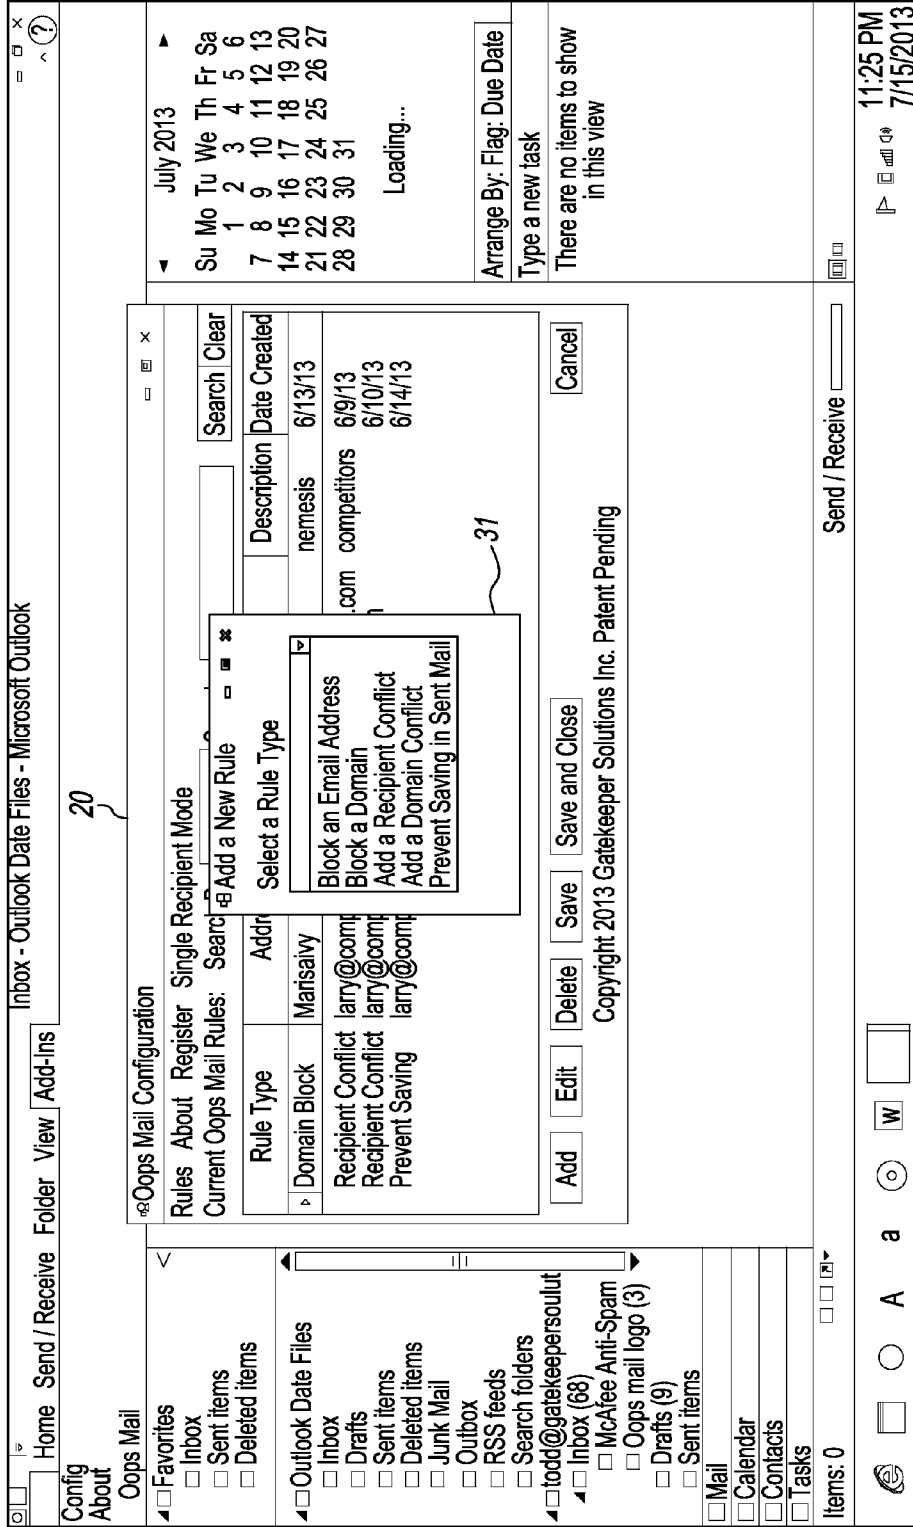 Inbox - Outlook Date Files - Microsoft Outlook
Home Send / Receive Folder View Add-Ins
?
Config
About
Oops Mail
20
Favorites
Inbox
Sent items
Deleted items
Outlook Date Files
Inbox
Drafts
Sent items
Deleted items
Junk Mail
Outbox
RSS feeds
Search folders
todd@gatekeepersoulut
Inbox (68)
McAfee Anti-Spam
Oops mail logo (3)
Drafts (9)
Sent items
Mail
Calendar
Contacts
Tasks
Items: 0
Oops Mail Configuration
Rules About Register Single Recipient Mode
Current Oops Mail Rules: Searc Search Clear
Rule Type Addre Description Date Created
Domain Block Marisaivy nemesis 6/13/13
Recipient Conflict larry@comp .com competitors 6/9/13
Recipient Conflict larry@comp 6/10/13
Prevent Saving larry@comp 6/14/13
Add a New Rule
Select a Rule Type
Block an Email Address
Block a Domain
Add a Recipient Conflict
Add a Domain Conflict
Prevent Saving in Sent Mail
31
Add Edit Delete Save Save and Close Cancel
Copyright 2013 Gatekeeper Solutions Inc. Patent Pending
July 2013
Su Mo Tu We Th Fr Sa
1 2 3 4 5 6
7 8 9 10 11 12 13
14 15 16 17 18 19 20
21 22 23 24 25 26 27
28 29 30 31
Loading...
Arrange By: Flag: Due Date
Type a new task
There are no items to show
in this view
Send / Receive
e A a W
11:25 PM
7/15/2013